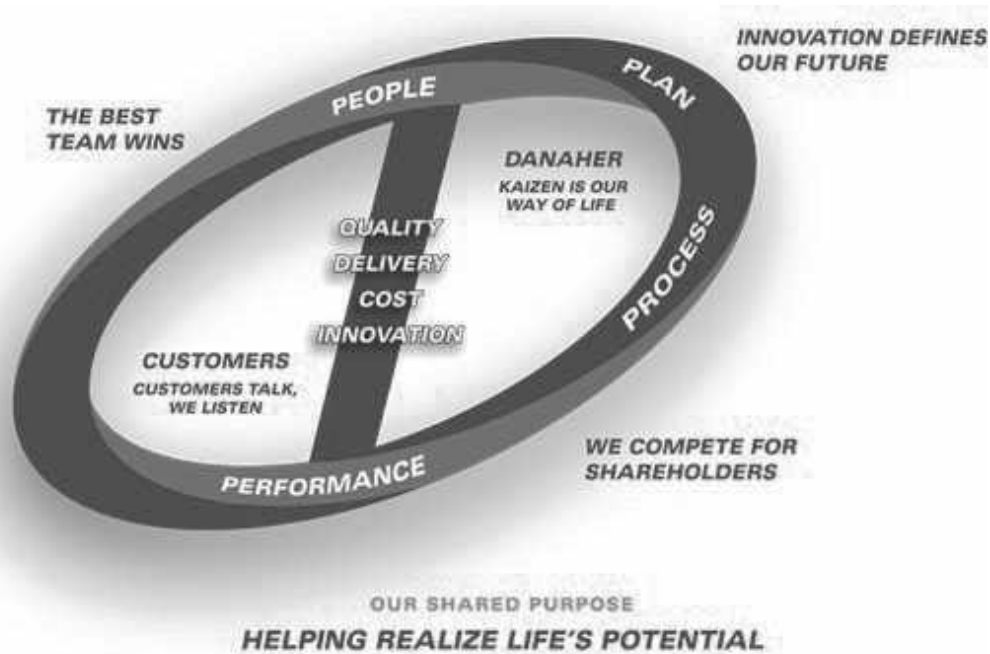 INNOVATION DEFINES
OUR FUTURE
PLAN
PEOPLE
THE BEST
TEAM WINS
DANAHER
KAIZEN IS OUR
WAY OF LIFE
QUALITY
DELIVERY
COST
INNOVATION
PROCESS
CUSTOMERS
CUSTOMERS TALK,
WE LISTEN
WE COMPETE FOR
SHAREHOLDERS
PERFORMANCE
OUR SHARED PURPOSE
HELPING REALIZE LIFE'S POTENTIAL